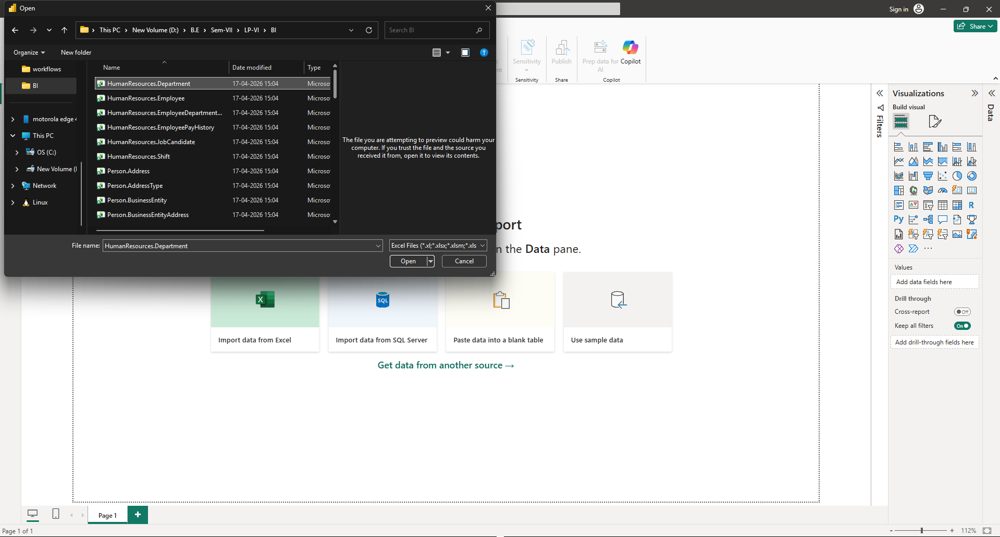 Open
Sign in
Share
This PC > New Volume (D:) > B.E > Sem-VII > LP-VI > BI
Search BI
Organize
New folder
workflows
BI
motorola edge 4
This PC
OS (C:)
New Volume (I
Network
Linux
Name
Date modified
Type
HumanResources.Department 17-04-2026 15:04 Microso
HumanResources.Employee 17-04-2026 15:04 Microso
HumanResources.EmployeeDepartment... 17-04-2026 15:04 Microso
HumanResources.EmployeePayHistory 17-04-2026 15:04 Microso
HumanResources.JobCandidate 17-04-2026 15:04 Microso
HumanResources.Shift 17-04-2026 15:04 Microso
Person.Address 17-04-2026 15:04 Microso
Person.AddressType 17-04-2026 15:04 Microso
Person.BusinessEntity 17-04-2026 15:04 Microso
Person.BusinessEntityAddress 17-04-2026 15:04 Microso
The file you are attempting to preview could harm your
computer. If you trust the file and the source you
received it from, open it to view its contents.
File name: HumanResources.Department
Excel Files (*.xl;*.xlsx;*.xlsm;*.xls
Open
Cancel
re
Sensitivity
Sensitivity
Publish
Share
Prep data for
AI
Copilot
Copilot
port
n the Data pane.
X
SQL
Import data from Excel
Import data from SQL Server
Paste data into a blank table
Use sample data
Get data from another source →
Filters
Visualizations
Build visual
123
123
R
Py
...
Values
Add data fields here
Drill through
Cross-report
Off
Keep all filters
On
Add drill-through fields here
Data
Page 1
+
Page 1 of 1
- + 112%